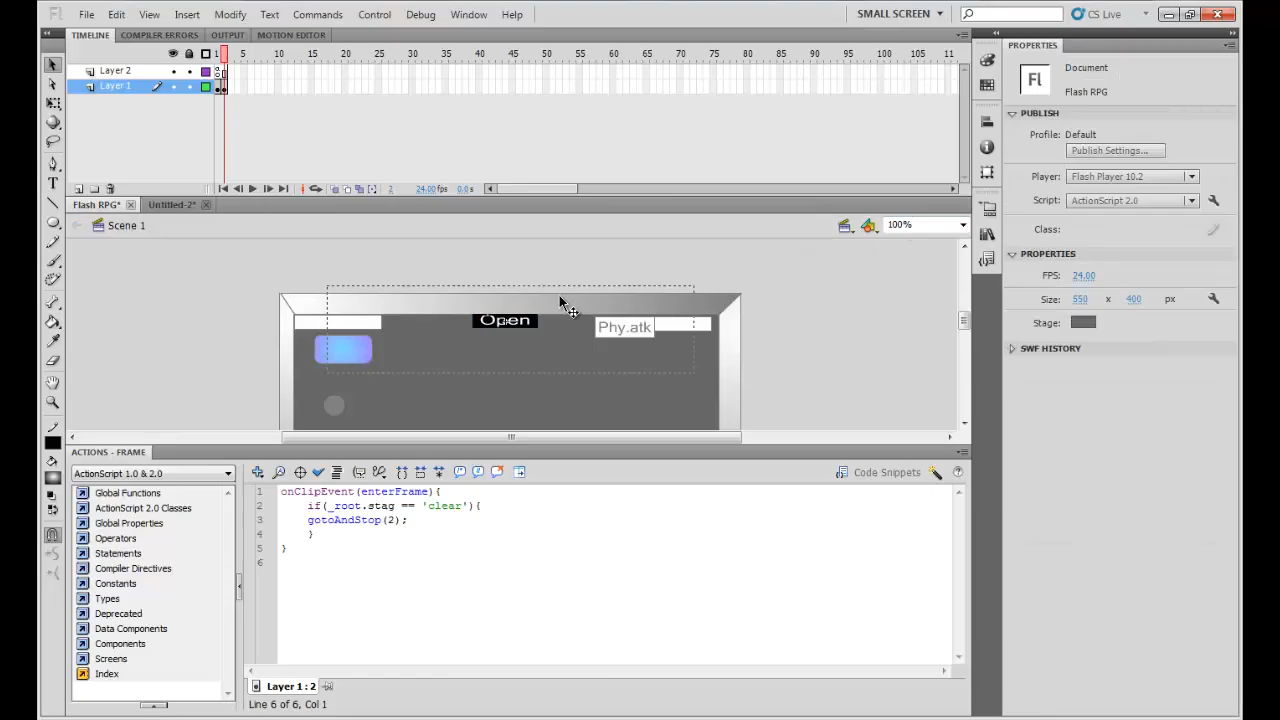 Fl File Edit View Insert Modify Text Commands Control Debug Window Help SMALL SCREEN CS Live
TIMELINE COMPILER ERRORS OUTPUT MOTION EDITOR
1 5 10 15 20 25 30 35 40 45 50 55 60 65 70 75 80 85 90 95 100 105 11
Layer 2
Layer 1
2 24.00fps 0.0s
Flash RPG* Untitled-2*
Scene 1 100%
Open
Phy.atk
ACTIONS - FRAME
ActionScript 1.0 & 2.0 Code Snippets
Global Functions
ActionScript 2.0 Classes
Global Properties
Operators
Statements
Compiler Directives
Constants
Types
Deprecated
Data Components
Components
Screens
Index
1 onClipEvent(enterFrame){
2 if(_root.stag == 'clear'){
3 gotoAndStop(2);
4 }
5 }
6
Layer 1 : 2
Line 6 of 6, Col 1
PROPERTIES
Fl Document
Flash RPG
PUBLISH
Profile: Default
Publish Settings...
Player: Flash Player 10.2
Script: ActionScript 2.0
Class:
PROPERTIES
FPS: 24.00
Size: 550 x 400 px
Stage:
SWF HISTORY